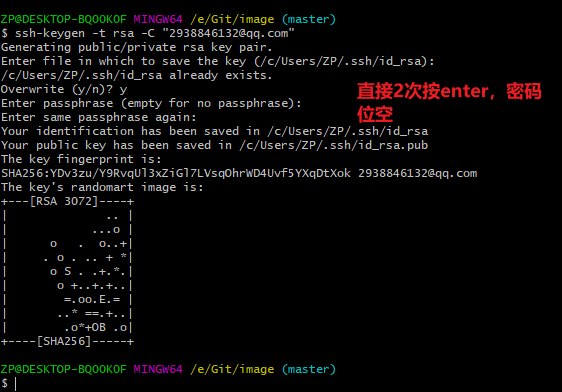 ZP@DESKTOP-BQOOKOF MINGW64 /e/Git/image (master)
$ ssh-keygen -t rsa -C "2938846132@qq.com"
Generating public/private rsa key pair.
Enter file in which to save the key (/c/Users/ZP/.ssh/id_rsa):
/c/Users/ZP/.ssh/id_rsa already exists.
Overwrite (y/n)? y
Enter passphrase (empty for no passphrase):
直接2次按enter，密码
位空
Enter same passphrase again:
Your identification has been saved in /c/Users/ZP/.ssh/id_rsa
Your public key has been saved in /c/Users/ZP/.ssh/id_rsa.pub
The key fingerprint is:
SHA256:YDv3zu/Y9RvqUl3xZiGl7LVsqOhrWD4Uvf5YXqDtXok 2938846132@qq.com
The key's randomart image is:
+---[RSA 3072]----+
|             .. |
|           ...o |
|      o   .  o..+|
|     . o . .. + *|
|      o S . .+.*.|
|       o +..+.+..|
|        =.oo.E.= |
|       ..* ==.+..|
|        .o*+OB .o|
+----[SHA256]-----+
ZP@DESKTOP-BQOOKOF MINGW64 /e/Git/image (master)
$